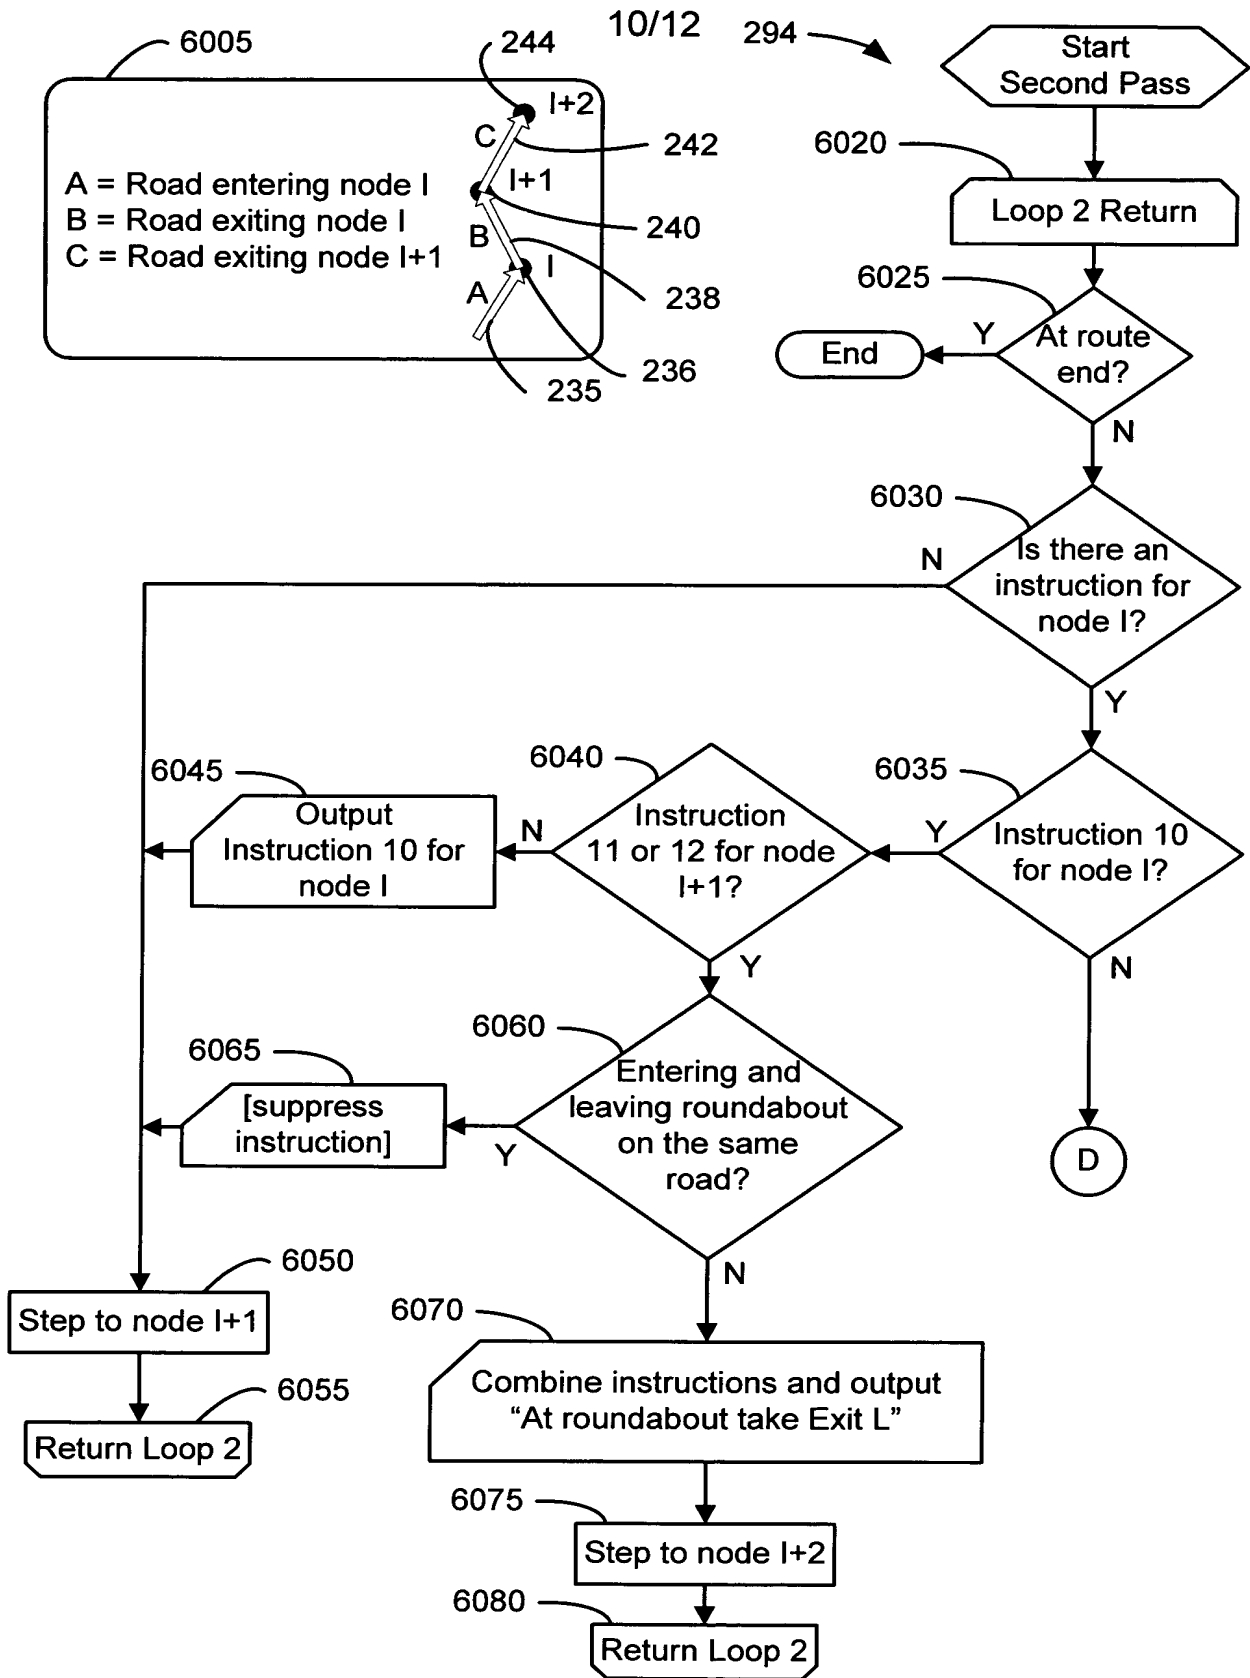 10/12
294
Start
Second Pass
6005
244
I+2
C
242
I+1
240
B
I
238
A
236
235
A = Road entering node I
B = Road exiting node I
C = Road exiting node I+1
6020
Loop 2 Return
6025
At route
end?
Y
End
N
6030
Is there an
instruction for
node I?
N
Y
6035
Instruction 10
for node I?
Y
N
D
6040
Instruction
11 or 12 for node
I+1?
N
Y
6045
Output
Instruction 10 for
node I
6060
Entering and
leaving roundabout
on the same
road?
Y
N
6065
[suppress
instruction]
6050
Step to node I+1
6055
Return Loop 2
6070
Combine instructions and output
“At roundabout take Exit L”
6075
Step to node I+2
6080
Return Loop 2